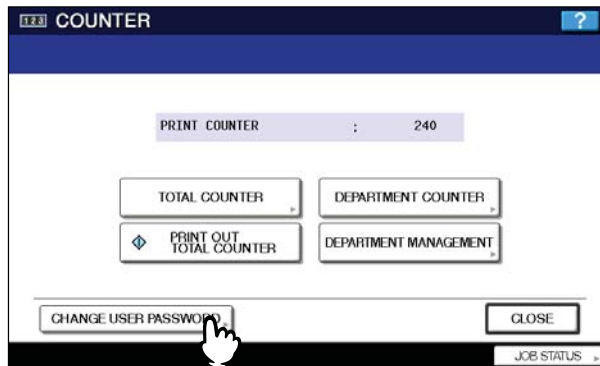 123 COUNTER ?
PRINT COUNTER : 240
TOTAL COUNTER
DEPARTMENT COUNTER
PRINT OUT
TOTAL COUNTER
DEPARTMENT MANAGEMENT
CHANGE USER PASSWORD
CLOSE
JOB STATUS